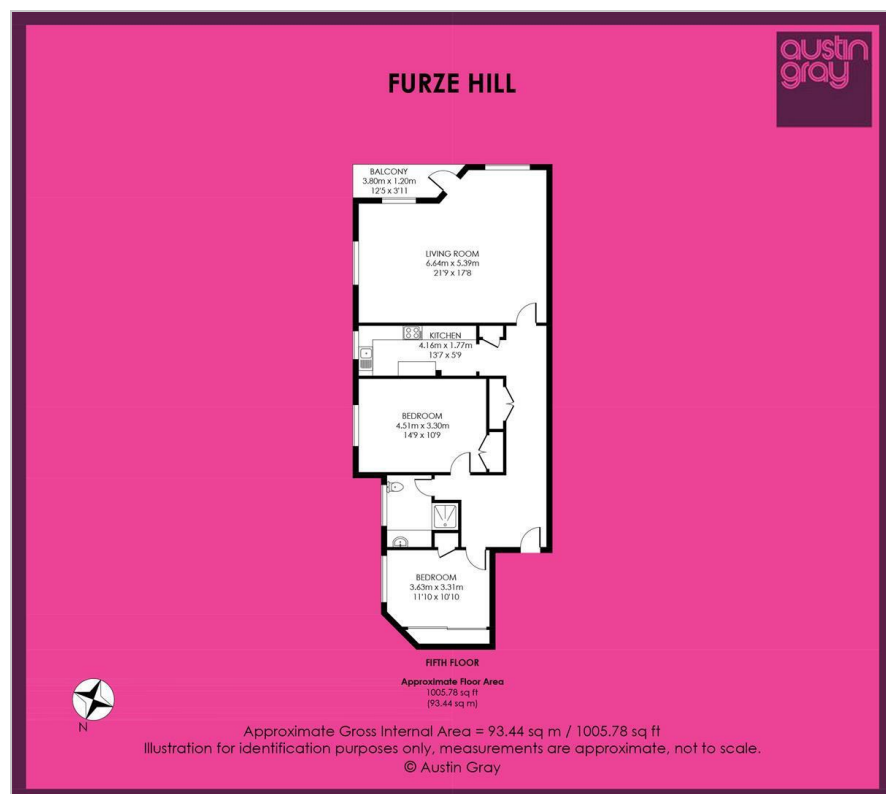 austin
gray
FURZE HILL
BALCONY
3.80m x 1.20m
12'5 x 3'11
LIVING ROOM
6.64m x 5.39m
21'9 x 17'8
KITCHEN
4.16m x 1.77m
13'7 x 5'9
BEDROOM
4.51m x 3.30m
14'9 x 10'9
BEDROOM
3.63m x 3.31m
11'10 x 10'10
FIFTH FLOOR
Approximate Floor Area
1005.78 sq ft
(93.44 sq m)
N
Approximate Gross Internal Area = 93.44 sq m / 1005.78 sq ft
Illustration for identification purposes only, measurements are approximate, not to scale.
© Austin Gray